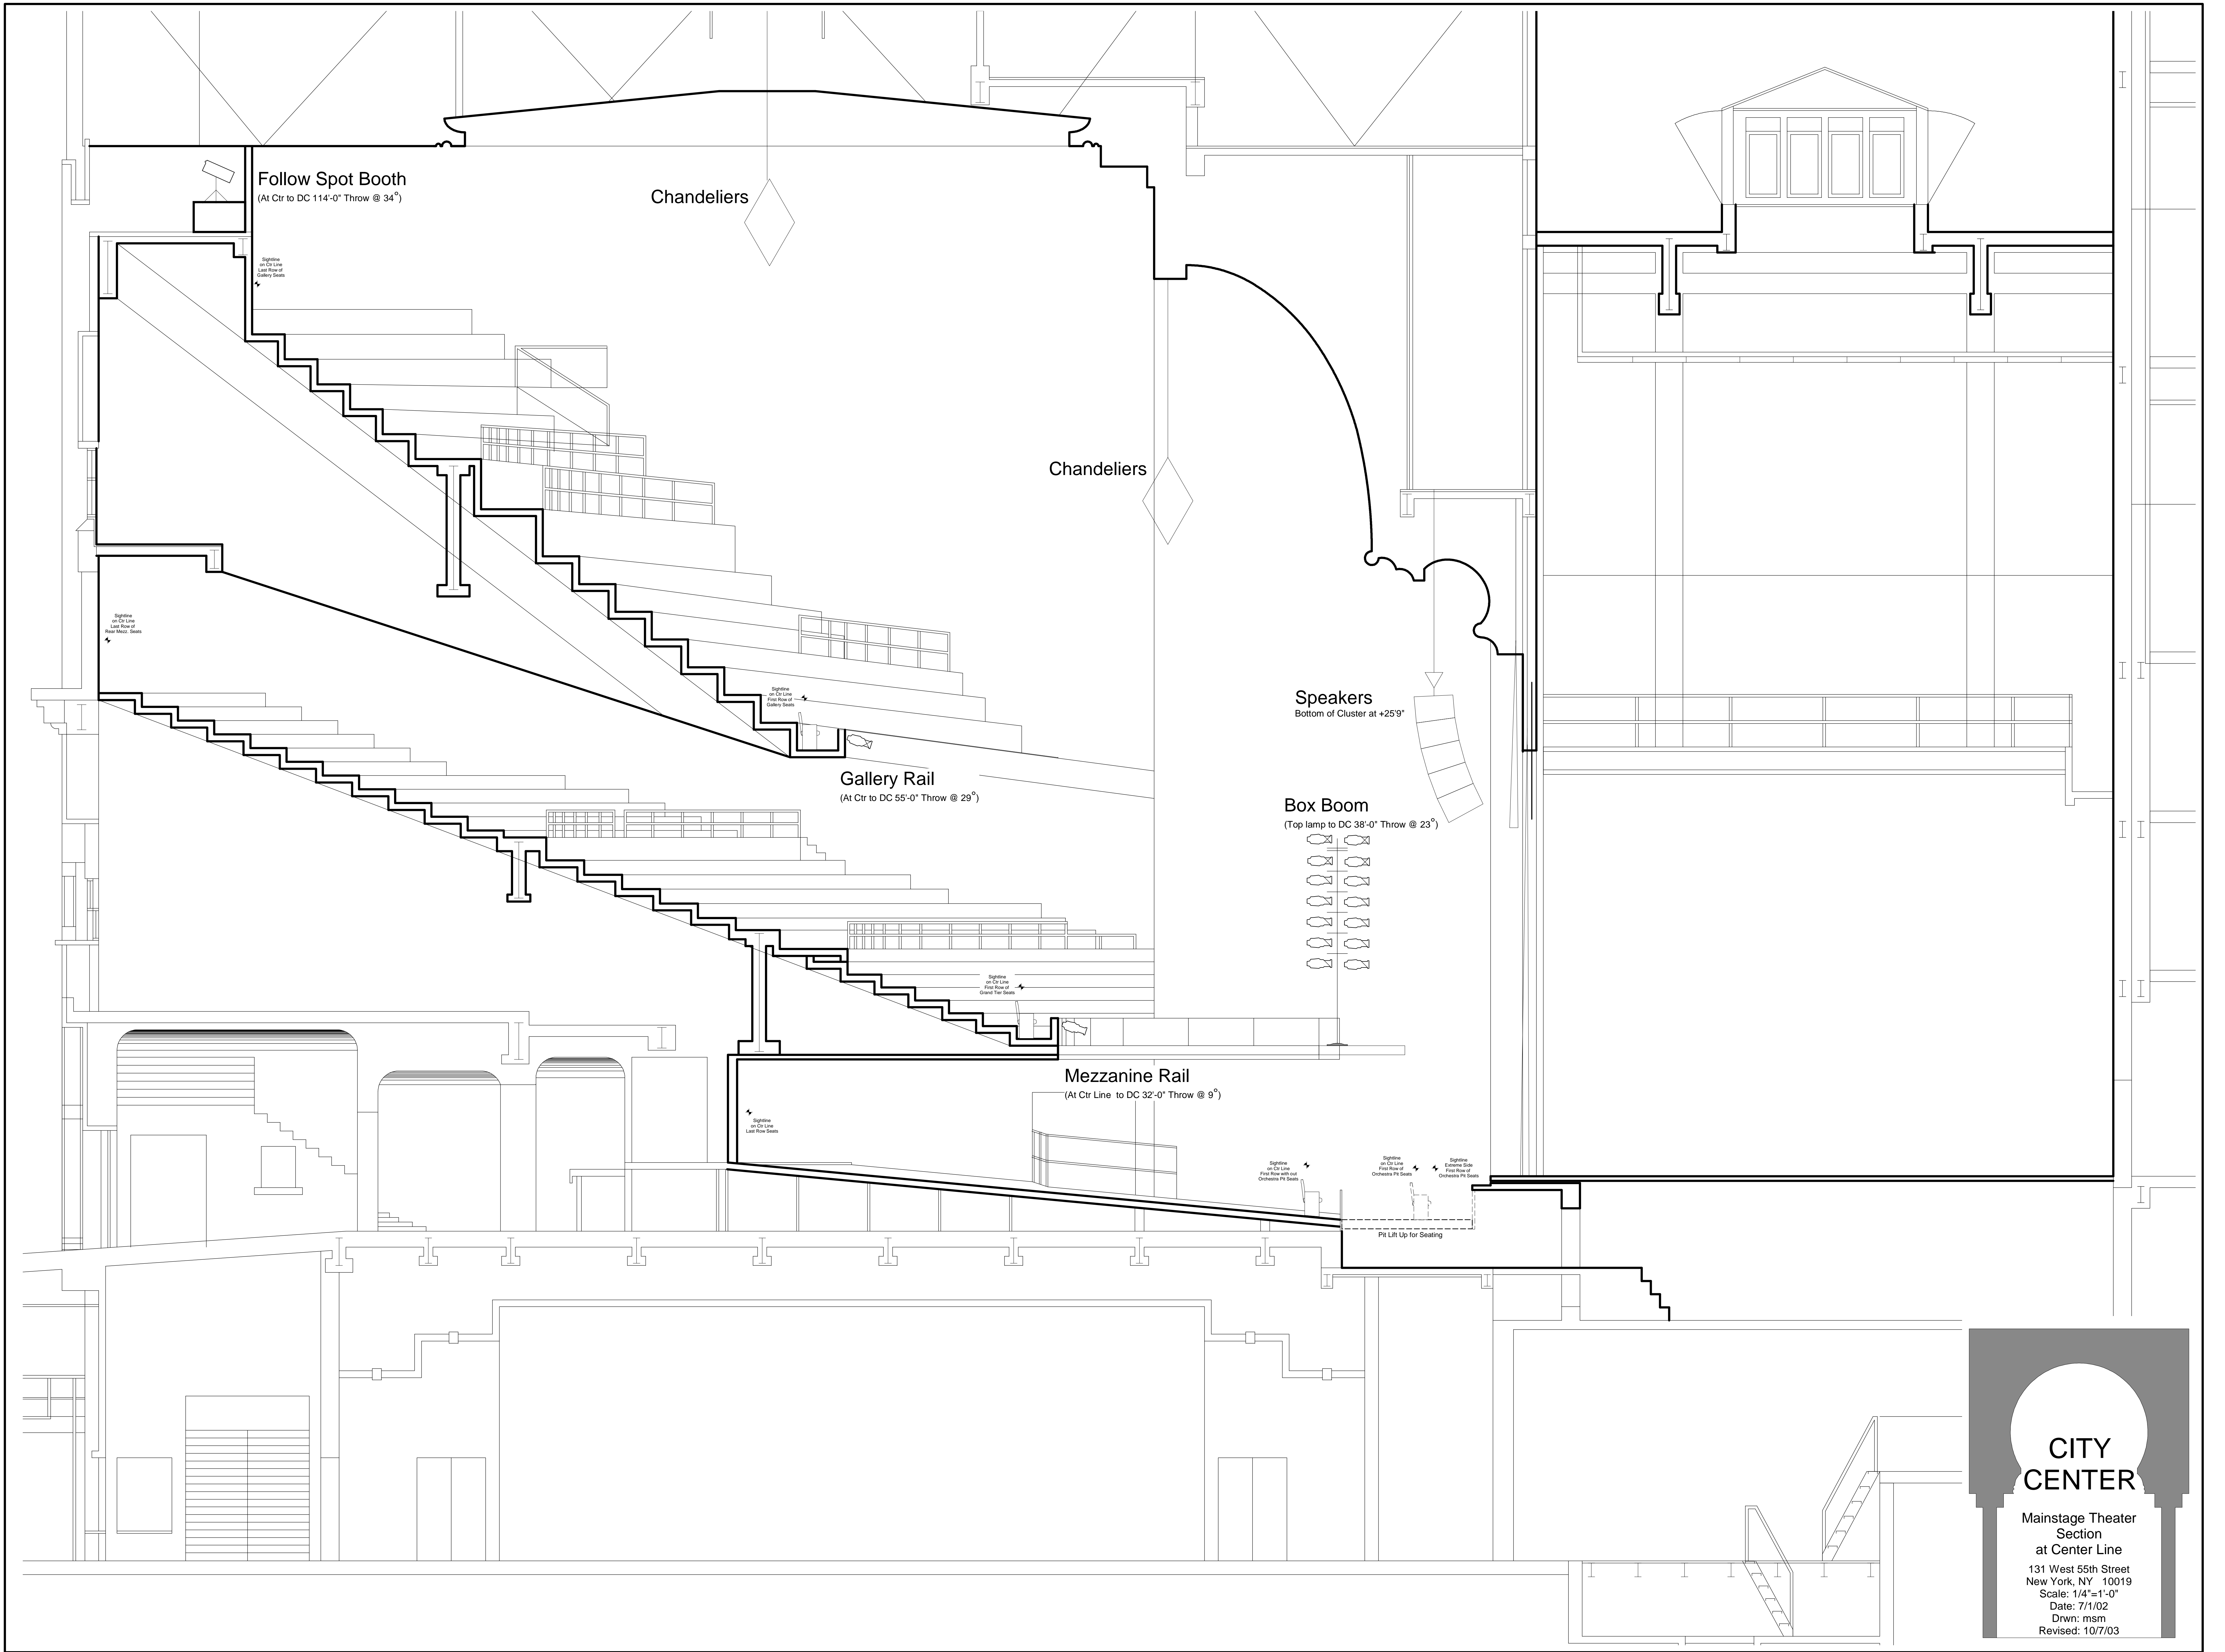 Follow Spot Booth
(At Ctr to DC 114'-0" Throw @ 34°)
Chandeliers
Sightline
on Ctr Line
Last Row of
Gallery Seats
Chandeliers
Sightline
on Ctr Line
Last Row of
Rear Mezz. Seats
Sightline
on Ctr Line
First Row of
Gallery Seats
Speakers
Bottom of Cluster at +25'9"
Gallery Rail
(At Ctr to DC 55'-0" Throw @ 29°)
Box Boom
(Top lamp to DC 38'-0" Throw @ 23°)
Sightline
on Ctr Line
First Row of
Grand Tier Seats
Mezzanine Rail
(At Ctr Line to DC 32'-0" Throw @ 9°)
Sightline
on Ctr Line
Last Row Seats
Sightline
on Ctr Line
First Row with out
Orchestra Pit Seats
Sightline
on Ctr Line
First Row of
Orchestra Pit Seats
Sightline
Extreme Side
First Row of
Orchestra Pit Seats
Pit Lift Up for Seating
CITY
CENTER
Mainstage Theater
Section
at Center Line
131 West 55th Street
New York, NY 10019
Scale: 1/4"=1'-0"
Date: 7/1/02
Drwn: msm
Revised: 10/7/03